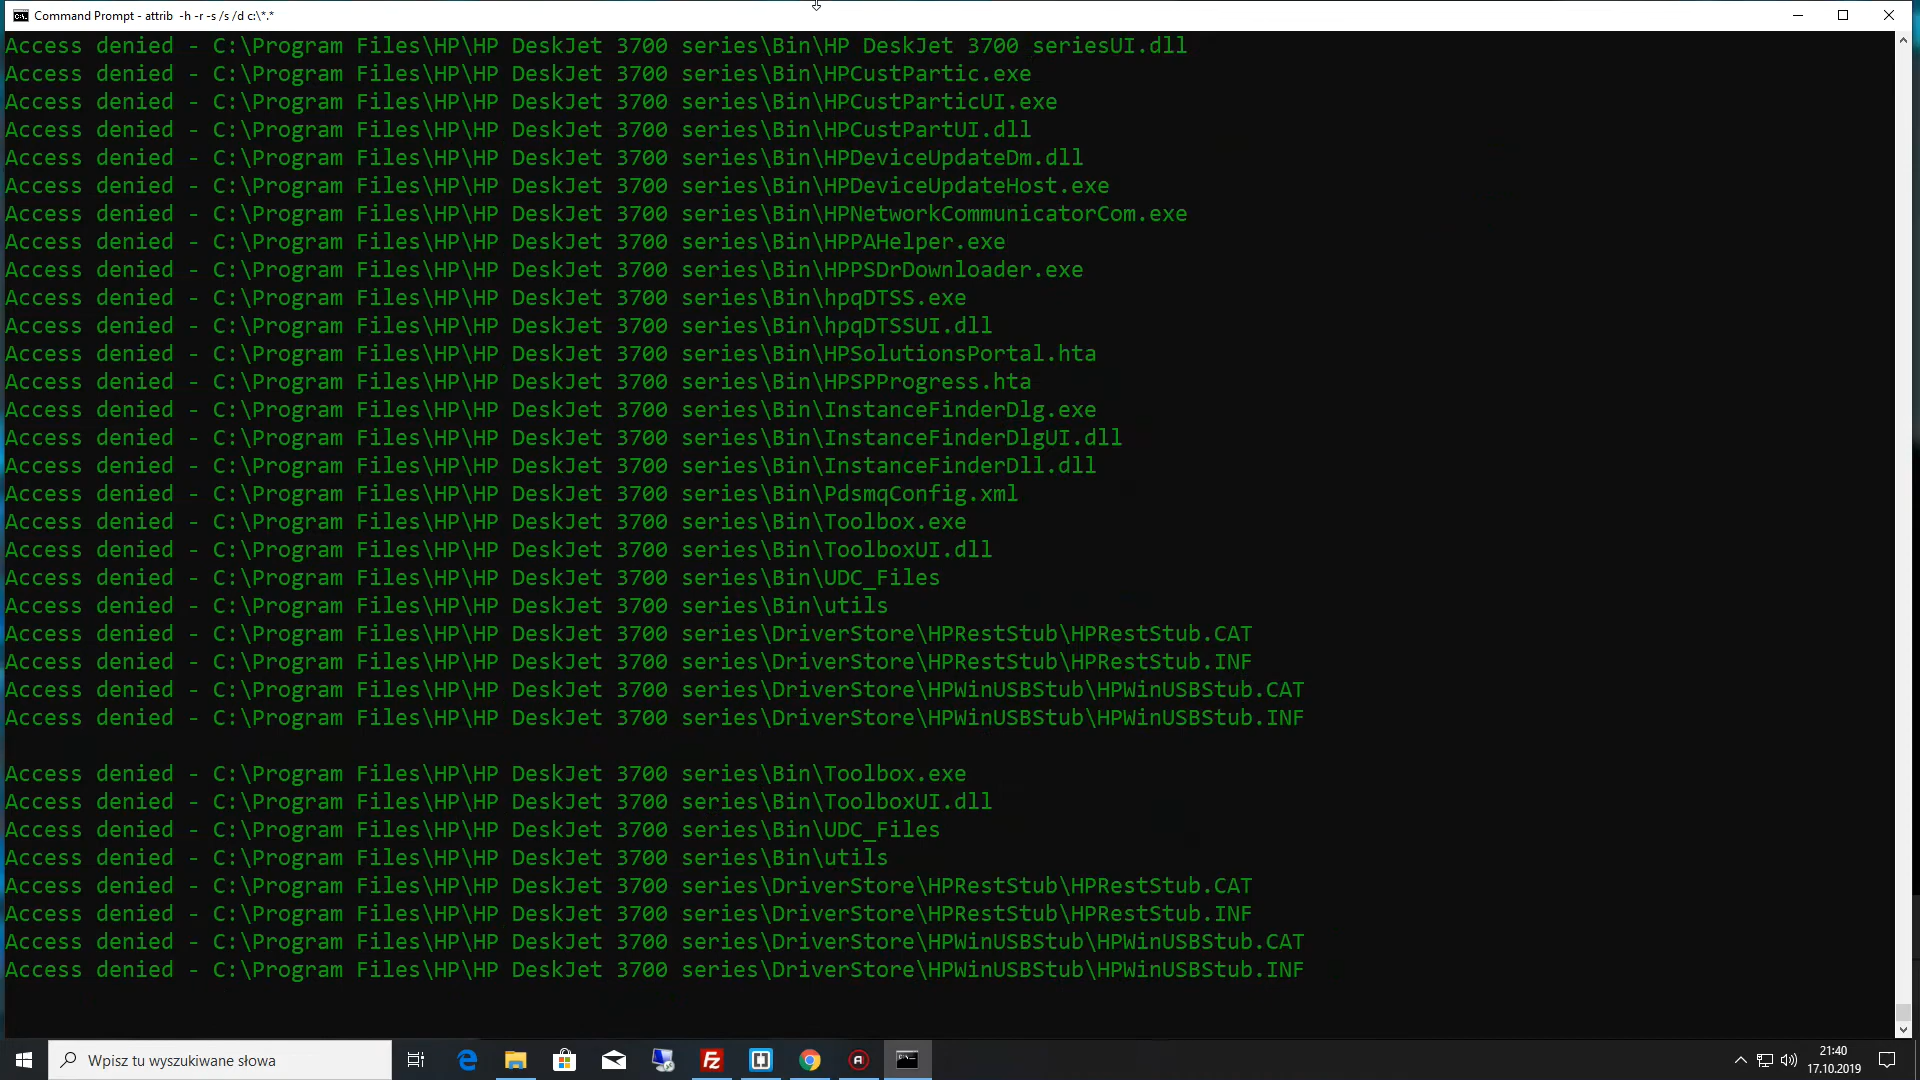 Command Prompt - attrib  -h -r -s /s /d c:\*.*
Access denied - C:\Program Files\HP\HP DeskJet 3700 series\Bin\HP DeskJet 3700 seriesUI.dll
Access denied - C:\Program Files\HP\HP DeskJet 3700 series\Bin\HPCustPartic.exe
Access denied - C:\Program Files\HP\HP DeskJet 3700 series\Bin\HPCustParticUI.exe
Access denied - C:\Program Files\HP\HP DeskJet 3700 series\Bin\HPCustPartUI.dll
Access denied - C:\Program Files\HP\HP DeskJet 3700 series\Bin\HPDeviceUpdateDm.dll
Access denied - C:\Program Files\HP\HP DeskJet 3700 series\Bin\HPDeviceUpdateHost.exe
Access denied - C:\Program Files\HP\HP DeskJet 3700 series\Bin\HPNetworkCommunicatorCom.exe
Access denied - C:\Program Files\HP\HP DeskJet 3700 series\Bin\HPPAHelper.exe
Access denied - C:\Program Files\HP\HP DeskJet 3700 series\Bin\HPPSDrDownloader.exe
Access denied - C:\Program Files\HP\HP DeskJet 3700 series\Bin\hpqDTSS.exe
Access denied - C:\Program Files\HP\HP DeskJet 3700 series\Bin\hpqDTSSUI.dll
Access denied - C:\Program Files\HP\HP DeskJet 3700 series\Bin\HPSolutionsPortal.hta
Access denied - C:\Program Files\HP\HP DeskJet 3700 series\Bin\HPSPProgress.hta
Access denied - C:\Program Files\HP\HP DeskJet 3700 series\Bin\InstanceFinderDlg.exe
Access denied - C:\Program Files\HP\HP DeskJet 3700 series\Bin\InstanceFinderDlgUI.dll
Access denied - C:\Program Files\HP\HP DeskJet 3700 series\Bin\InstanceFinderDll.dll
Access denied - C:\Program Files\HP\HP DeskJet 3700 series\Bin\PdsmqConfig.xml
Access denied - C:\Program Files\HP\HP DeskJet 3700 series\Bin\Toolbox.exe
Access denied - C:\Program Files\HP\HP DeskJet 3700 series\Bin\ToolboxUI.dll
Access denied - C:\Program Files\HP\HP DeskJet 3700 series\Bin\UDC_Files
Access denied - C:\Program Files\HP\HP DeskJet 3700 series\Bin\utils
Access denied - C:\Program Files\HP\HP DeskJet 3700 series\DriverStore\HPRestStub\HPRestStub.CAT
Access denied - C:\Program Files\HP\HP DeskJet 3700 series\DriverStore\HPRestStub\HPRestStub.INF
Access denied - C:\Program Files\HP\HP DeskJet 3700 series\DriverStore\HPWinUSBStub\HPWinUSBStub.CAT
Access denied - C:\Program Files\HP\HP DeskJet 3700 series\DriverStore\HPWinUSBStub\HPWinUSBStub.INF
Access denied - C:\Program Files\HP\HP DeskJet 3700 series\Bin\Toolbox.exe
Access denied - C:\Program Files\HP\HP DeskJet 3700 series\Bin\ToolboxUI.dll
Access denied - C:\Program Files\HP\HP DeskJet 3700 series\Bin\UDC_Files
Access denied - C:\Program Files\HP\HP DeskJet 3700 series\Bin\utils
Access denied - C:\Program Files\HP\HP DeskJet 3700 series\DriverStore\HPRestStub\HPRestStub.CAT
Access denied - C:\Program Files\HP\HP DeskJet 3700 series\DriverStore\HPRestStub\HPRestStub.INF
Access denied - C:\Program Files\HP\HP DeskJet 3700 series\DriverStore\HPWinUSBStub\HPWinUSBStub.CAT
Access denied - C:\Program Files\HP\HP DeskJet 3700 series\DriverStore\HPWinUSBStub\HPWinUSBStub.INF
Wpisz tu wyszukiwane słowa
21:40
17.10.2019